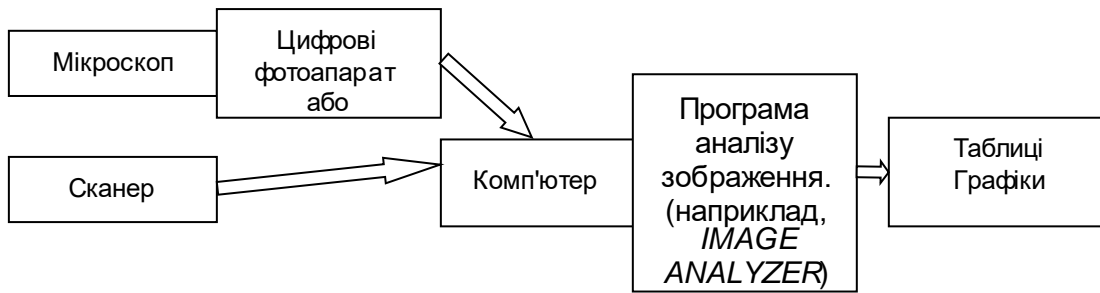 Мікроскоп
Цифрові
фотоапарат
або
Сканер
Комп'ютер
Програма
аналізу
зображення.
(наприклад,
IMAGE
ANALYZER)
Таблиці
Графіки